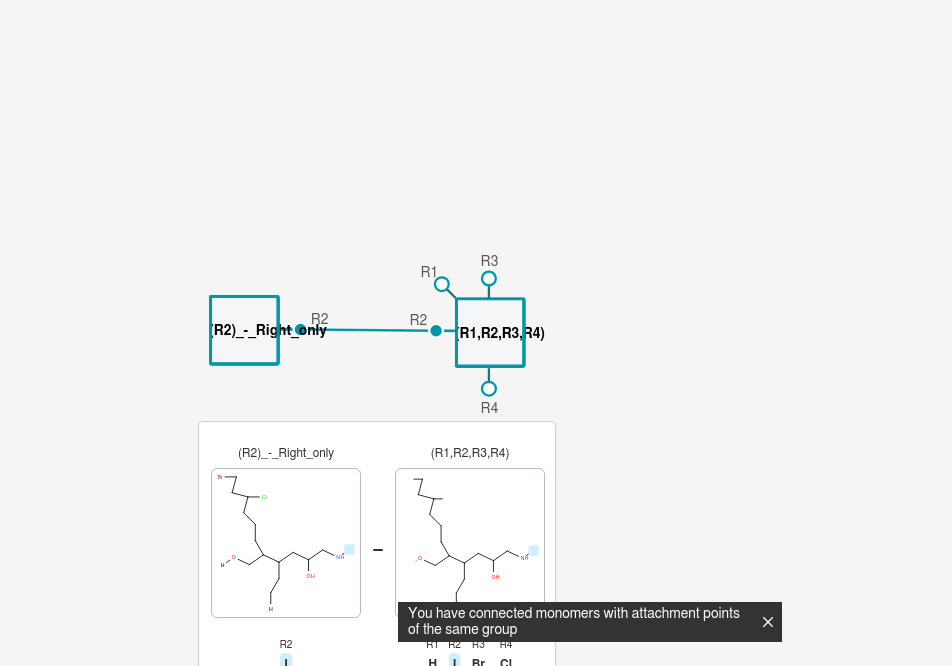 R3
R1
R2
R2
(R2)_-_Right_only
(R1,R2,R3,R4)
R4
(R2)_-_Right_only
(R1,R2,R3,R4)
Br
Cl
O
H
NH
OH
H
O
NH
OH
You have connected monomers with attachment points
of the same group
R2
R1 R2 R3 R4
I
H I Br Cl